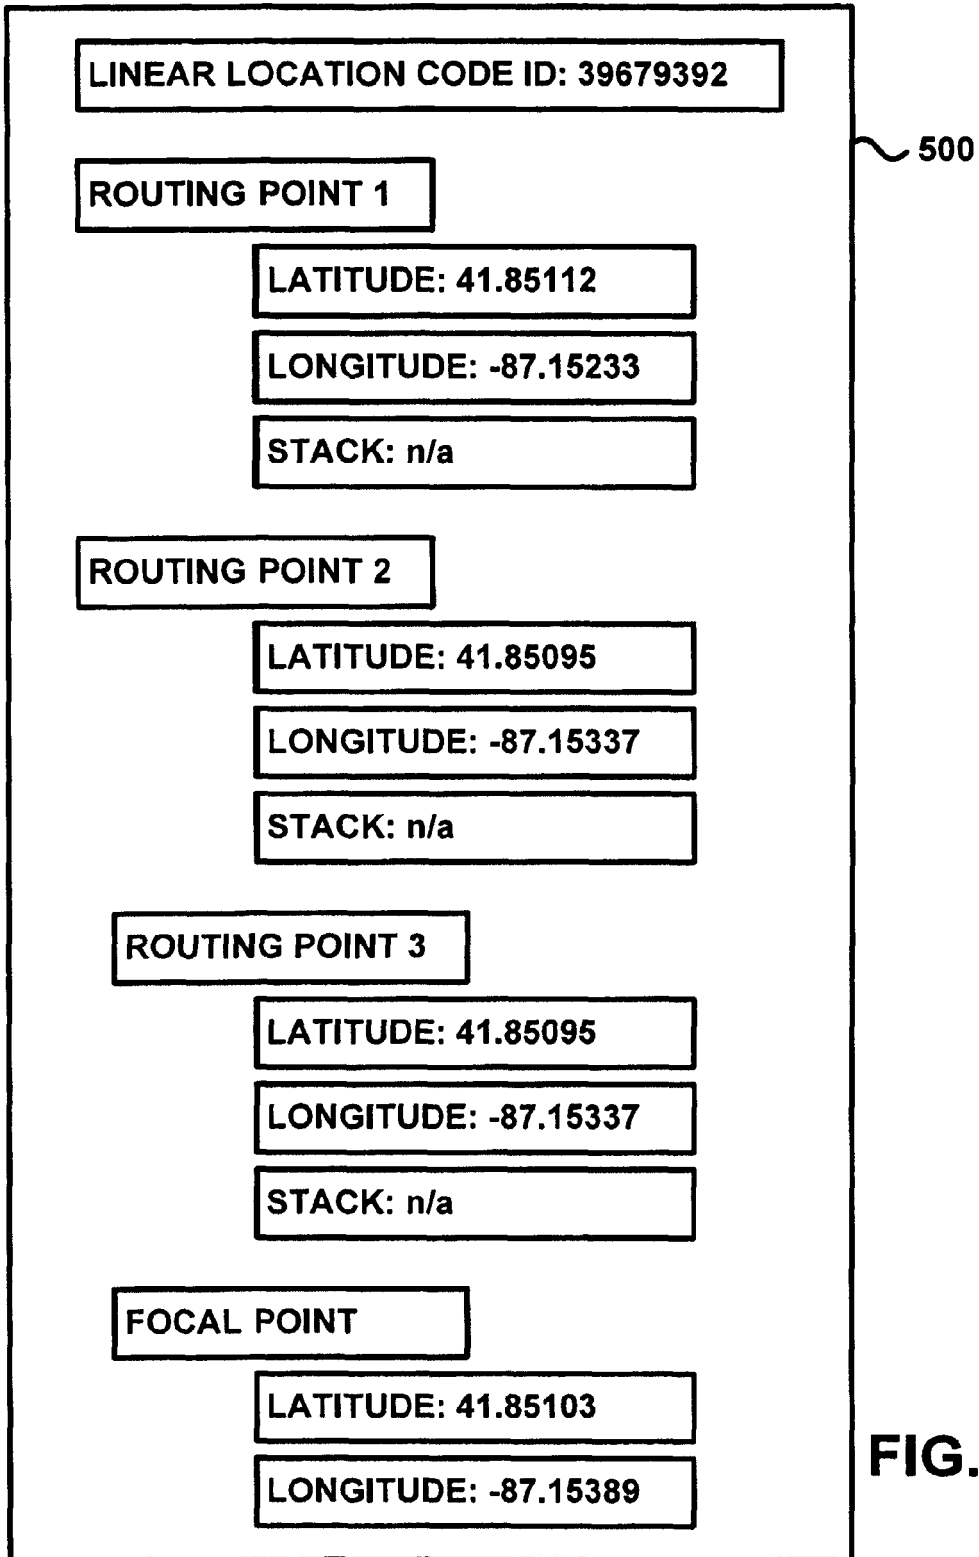 LINEAR LOCATION CODE ID: 39679392
500
ROUTING POINT 1
LATITUDE: 41.85112
LONGITUDE: -87.15233
STACK: n/a
ROUTING POINT 2
LATITUDE: 41.85095
LONGITUDE: -87.15337
STACK: n/a
ROUTING POINT 3
LATITUDE: 41.85095
LONGITUDE: -87.15337
STACK: n/a
FOCAL POINT
LATITUDE: 41.85103
FIG.
LONGITUDE: -87.15389